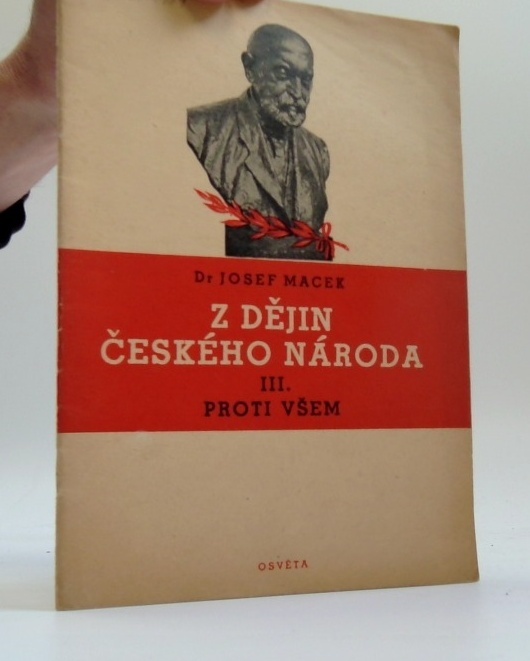 Dr JOSEF MACEK
Z DĚJIN
ČESKÉHO NÁRODA
III.
PROTI VŠEM
OSVĚTA